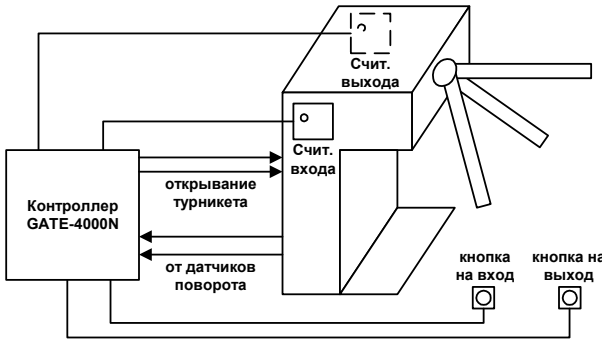 Счит.
выхода
Счит.
входа
открывание
турникета
Контроллер
GATE-4000N
от датчиков
поворота
кнопка
на вход
кнопка на
выход